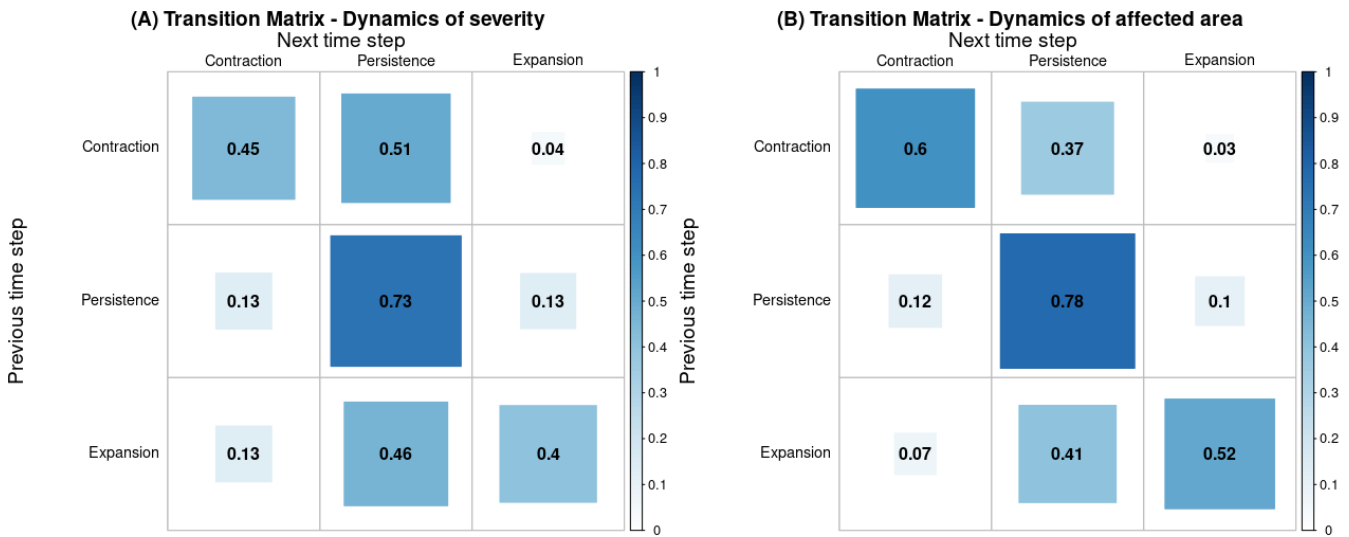 (A) Transition Matrix - Dynamics of severity
Next time step
Contraction Persistence Expansion
Previous time step
Contraction 0.45 0.51 0.04
Persistence 0.13 0.73 0.13
Expansion 0.13 0.46 0.4
1
0.9
0.8
0.7
0.6
0.5
0.4
0.3
0.2
0.1
0
(B) Transition Matrix - Dynamics of affected area
Next time step
Contraction Persistence Expansion
Previous time step
Contraction 0.6 0.37 0.03
Persistence 0.12 0.78 0.1
Expansion 0.07 0.41 0.52
1
0.9
0.8
0.7
0.6
0.5
0.4
0.3
0.2
0.1
0